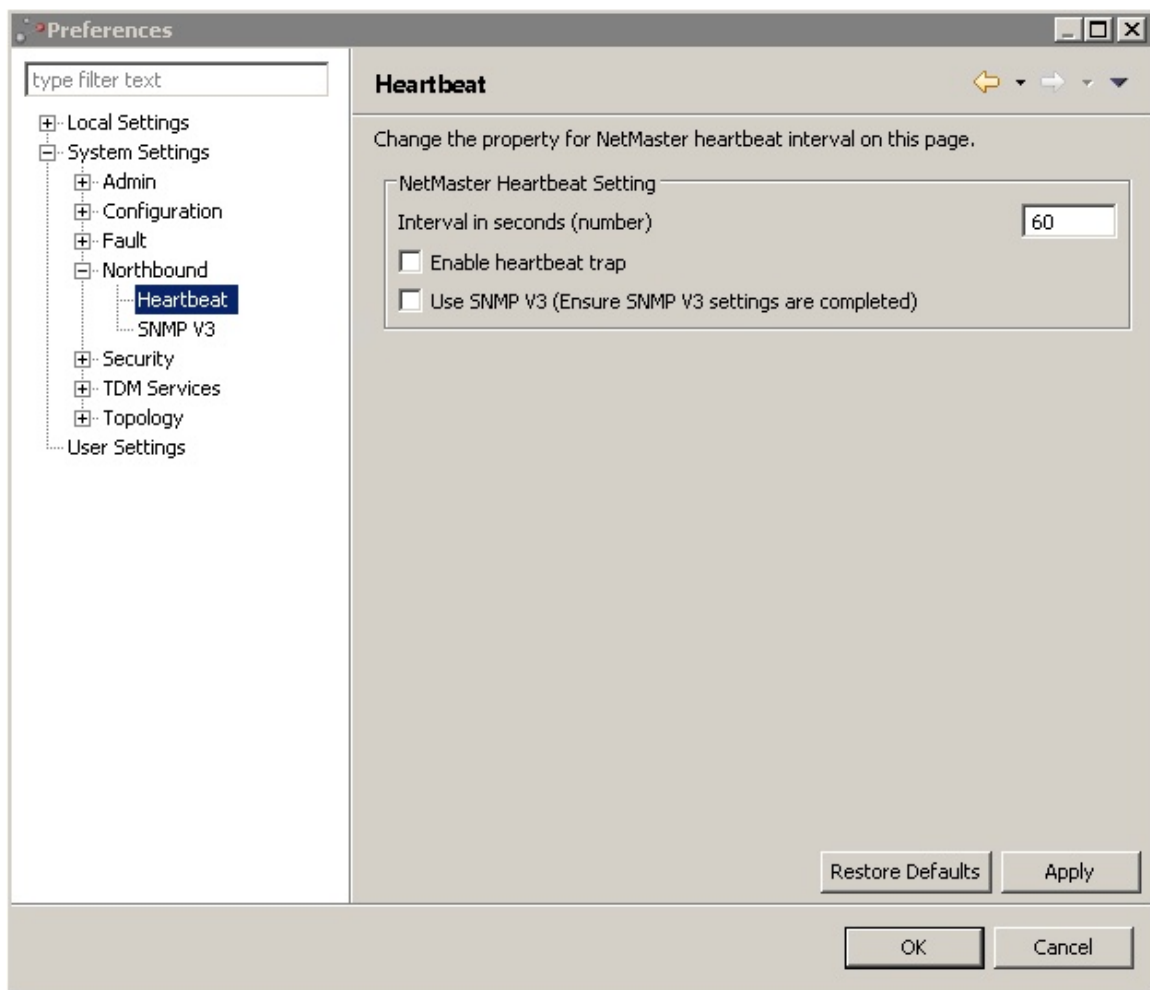 Preferences
type filter text
Local Settings
System Settings
Admin
Configuration
Fault
Northbound
Heartbeat
SNMP V3
Security
TDM Services
Topology
User Settings
Heartbeat
Change the property for NetMaster heartbeat interval on this page.
NetMaster Heartbeat Setting
Interval in seconds (number) 60
Enable heartbeat trap
Use SNMP V3 (Ensure SNMP V3 settings are completed)
Restore Defaults Apply
OK Cancel